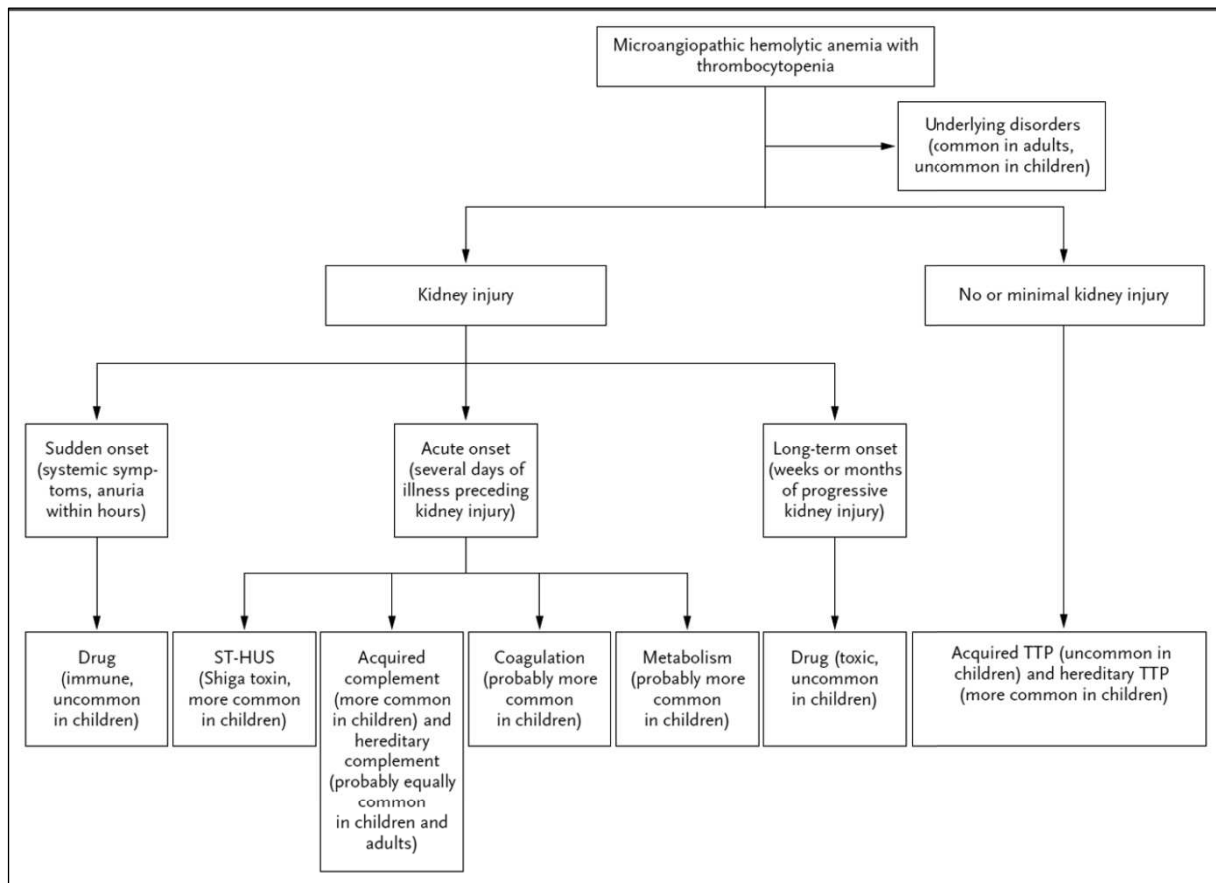 Microangiopathic hemolytic anemia with
thrombocytopenia
Underlying disorders
(common in adults,
uncommon in children)
Kidney injury
No or minimal kidney injury
Sudden onset
(systemic symp-
toms, anuria
within hours)
Acute onset
(several days of
illness preceding
kidney injury)
Long-term onset
(weeks or months
of progressive
kidney injury)
Drug
(immune,
uncommon
in children)
ST-HUS
(Shiga toxin,
more common
in children)
Acquired
complement
(more common
in children) and
hereditary
complement
(probably equally
common
in children and
adults)
Coagulation
(probably more
common
in children)
Metabolism
(probably more
common
in children)
Drug (toxic,
uncommon
in children)
Acquired TTP (uncommon in
children) and hereditary TTP
(more common in children)